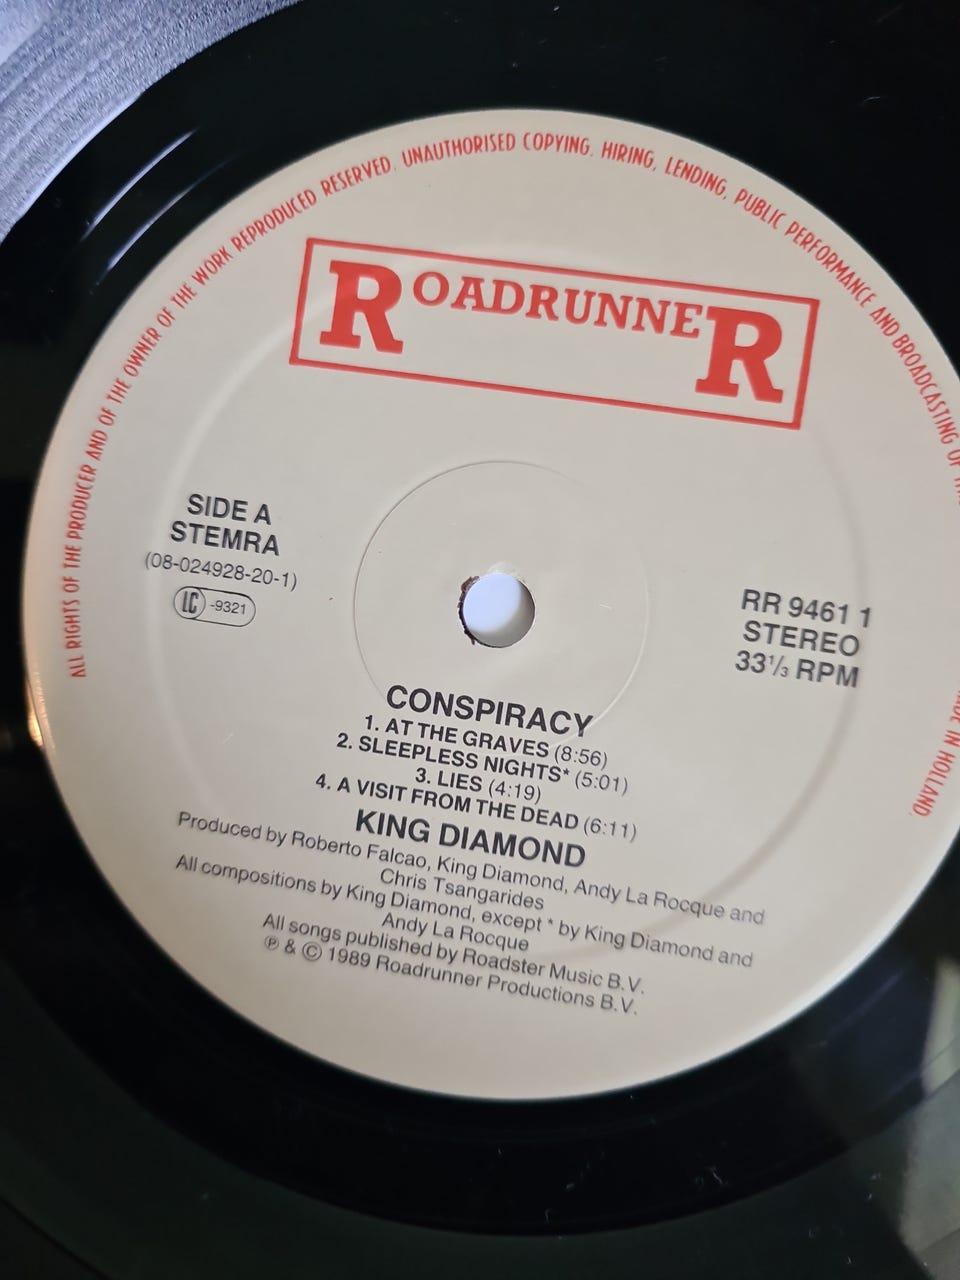 ALL RIGHTS OF THE PRODUCER AND OF THE OWNER OF THE WORK REPRODUCED RESERVED. UNAUTHORISED COPYING, HIRING, LENDING, PUBLIC PERFORMANCE AND BROADCASTING OF
IN HOLLAND.
ROADRUNNER
SIDE A
STEMRA
(08-024928-20-1)
LC -9321
RR 9461 1
STEREO
33⅓ RPM
CONSPIRACY
1. AT THE GRAVES (8:56)
2. SLEEPLESS NIGHTS* (5:01)
3. LIES (4:19)
4. A VISIT FROM THE DEAD (6:11)
KING DIAMOND
Produced by Roberto Falcao, King Diamond, Andy La Rocque and
Chris Tsangarides
All compositions by King Diamond, except * by King Diamond and
Andy La Rocque
All songs published by Roadster Music B.V.
℗ & © 1989 Roadrunner Productions B.V.